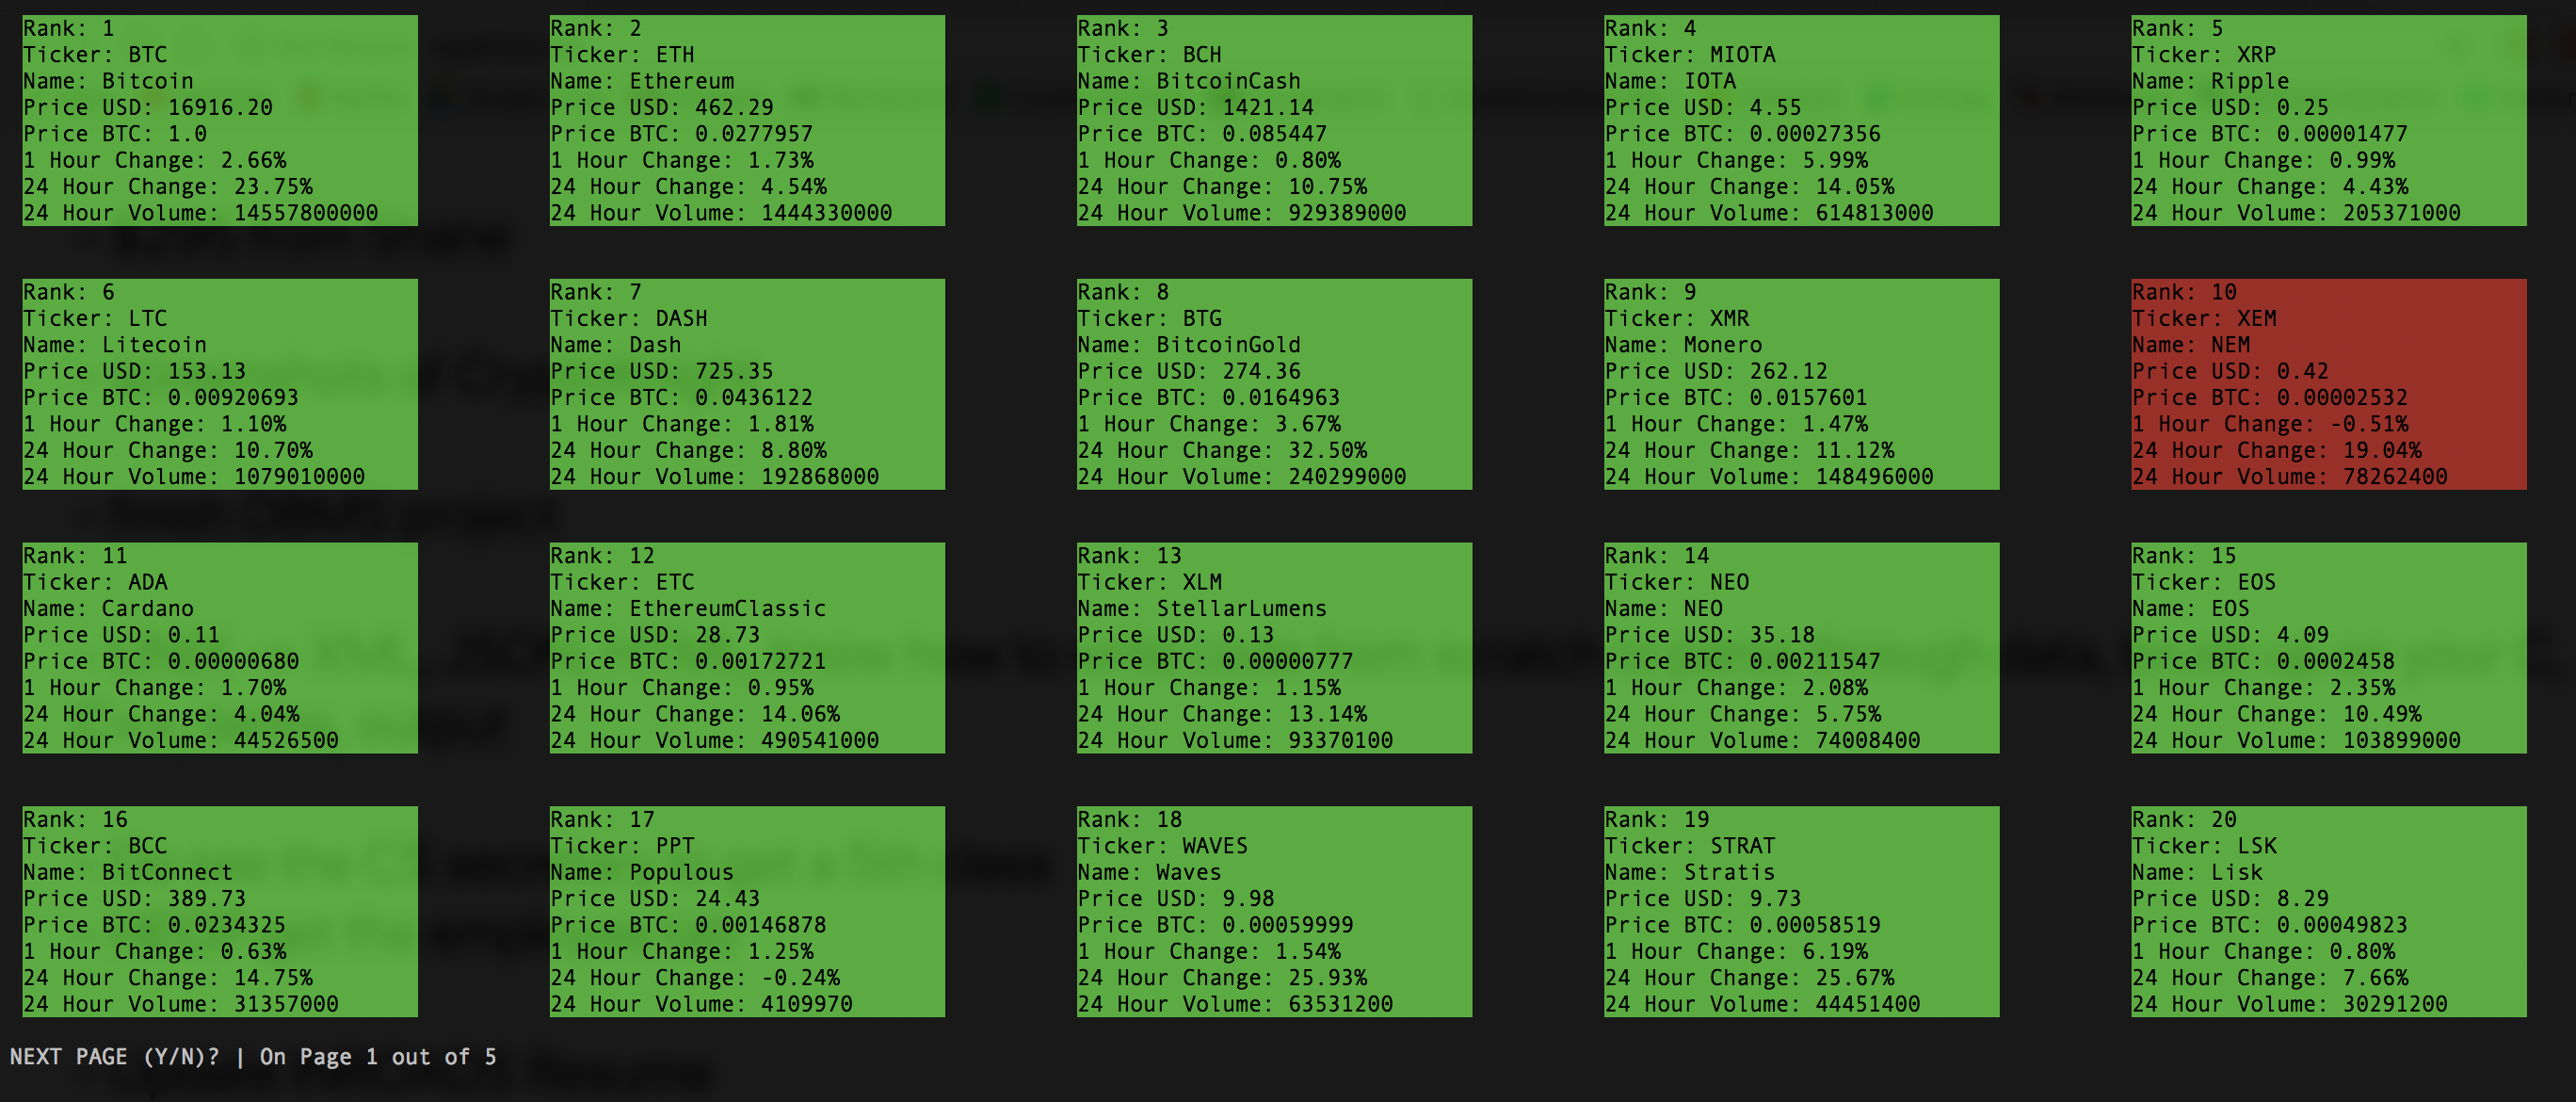 Rank: 1
Ticker: BTC
Name: Bitcoin
Price USD: 16916.20
Price BTC: 1.0
1 Hour Change: 2.66%
24 Hour Change: 23.75%
24 Hour Volume: 14557800000
Rank: 2
Ticker: ETH
Name: Ethereum
Price USD: 462.29
Price BTC: 0.0277957
1 Hour Change: 1.73%
24 Hour Change: 4.54%
24 Hour Volume: 1444330000
Rank: 3
Ticker: BCH
Name: BitcoinCash
Price USD: 1421.14
Price BTC: 0.085447
1 Hour Change: 0.80%
24 Hour Change: 10.75%
24 Hour Volume: 929389000
Rank: 4
Ticker: MIOTA
Name: IOTA
Price USD: 4.55
Price BTC: 0.00027356
1 Hour Change: 5.99%
24 Hour Change: 14.05%
24 Hour Volume: 614813000
Rank: 5
Ticker: XRP
Name: Ripple
Price USD: 0.25
Price BTC: 0.00001477
1 Hour Change: 0.99%
24 Hour Change: 4.43%
24 Hour Volume: 205371000
Rank: 6
Ticker: LTC
Name: Litecoin
Price USD: 153.13
Price BTC: 0.00920693
1 Hour Change: 1.10%
24 Hour Change: 10.70%
24 Hour Volume: 1079010000
Rank: 7
Ticker: DASH
Name: Dash
Price USD: 725.35
Price BTC: 0.0436122
1 Hour Change: 1.81%
24 Hour Change: 8.80%
24 Hour Volume: 192868000
Rank: 8
Ticker: BTG
Name: BitcoinGold
Price USD: 274.36
Price BTC: 0.0164963
1 Hour Change: 3.67%
24 Hour Change: 32.50%
24 Hour Volume: 240299000
Rank: 9
Ticker: XMR
Name: Monero
Price USD: 262.12
Price BTC: 0.0157601
1 Hour Change: 1.47%
24 Hour Change: 11.12%
24 Hour Volume: 148496000
Rank: 10
Ticker: XEM
Name: NEM
Price USD: 0.42
Price BTC: 0.00002532
1 Hour Change: -0.51%
24 Hour Change: 19.04%
24 Hour Volume: 78262400
Rank: 11
Ticker: ADA
Name: Cardano
Price USD: 0.11
Price BTC: 0.00000680
1 Hour Change: 1.70%
24 Hour Change: 4.04%
24 Hour Volume: 44526500
Rank: 12
Ticker: ETC
Name: EthereumClassic
Price USD: 28.73
Price BTC: 0.00172721
1 Hour Change: 0.95%
24 Hour Change: 14.06%
24 Hour Volume: 490541000
Rank: 13
Ticker: XLM
Name: StellarLumens
Price USD: 0.13
Price BTC: 0.00000777
1 Hour Change: 1.15%
24 Hour Change: 13.14%
24 Hour Volume: 93370100
Rank: 14
Ticker: NEO
Name: NEO
Price USD: 35.18
Price BTC: 0.00211547
1 Hour Change: 2.08%
24 Hour Change: 5.75%
24 Hour Volume: 74008400
Rank: 15
Ticker: EOS
Name: EOS
Price USD: 4.09
Price BTC: 0.0002458
1 Hour Change: 2.35%
24 Hour Change: 10.49%
24 Hour Volume: 103899000
Rank: 16
Ticker: BCC
Name: BitConnect
Price USD: 389.73
Price BTC: 0.0234325
1 Hour Change: 0.63%
24 Hour Change: 14.75%
24 Hour Volume: 31357000
Rank: 17
Ticker: PPT
Name: Populous
Price USD: 24.43
Price BTC: 0.00146878
1 Hour Change: 1.25%
24 Hour Change: -0.24%
24 Hour Volume: 4109970
Rank: 18
Ticker: WAVES
Name: Waves
Price USD: 9.98
Price BTC: 0.00059999
1 Hour Change: 1.54%
24 Hour Change: 25.93%
24 Hour Volume: 63531200
Rank: 19
Ticker: STRAT
Name: Stratis
Price USD: 9.73
Price BTC: 0.00058519
1 Hour Change: 6.19%
24 Hour Change: 25.67%
24 Hour Volume: 44451400
Rank: 20
Ticker: LSK
Name: Lisk
Price USD: 8.29
Price BTC: 0.00049823
1 Hour Change: 0.80%
24 Hour Change: 7.66%
24 Hour Volume: 30291200
NEXT PAGE (Y/N)? | On Page 1 out of 5